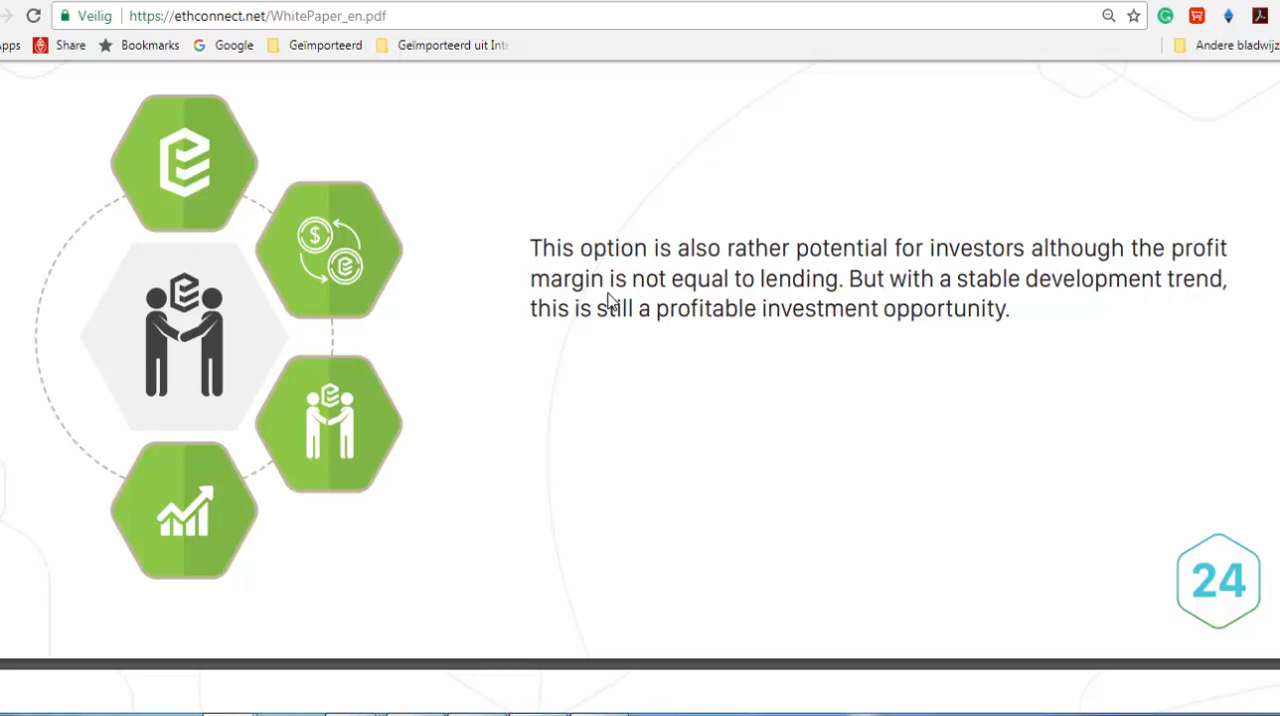 Veilig
https://ethconnect.net/WhitePaper_en.pdf
Share
Bookmarks
Google
Geïmporteerd
Geïmporteerd uit
Andere
This option is also rather potential for investors although the profit
margin is not equal to lending. But with a stable development trend,
this is still a profitable investment opportunity.
$
24